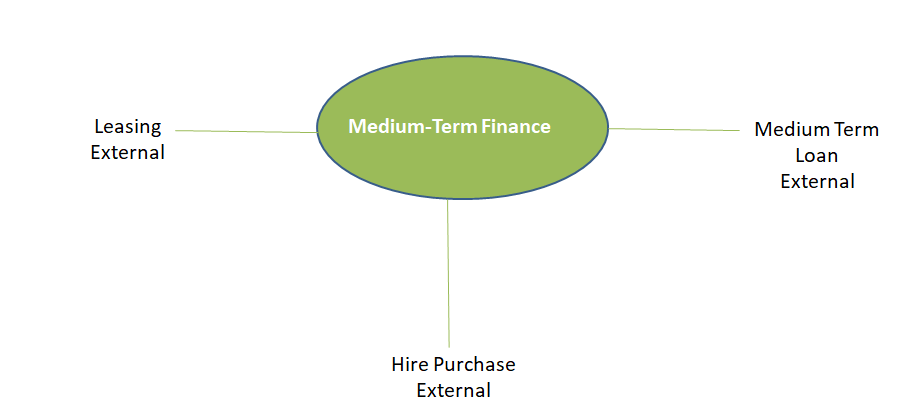 Medium-Term Finance
Leasing
External
Medium Term
Loan
External
Hire Purchase
External